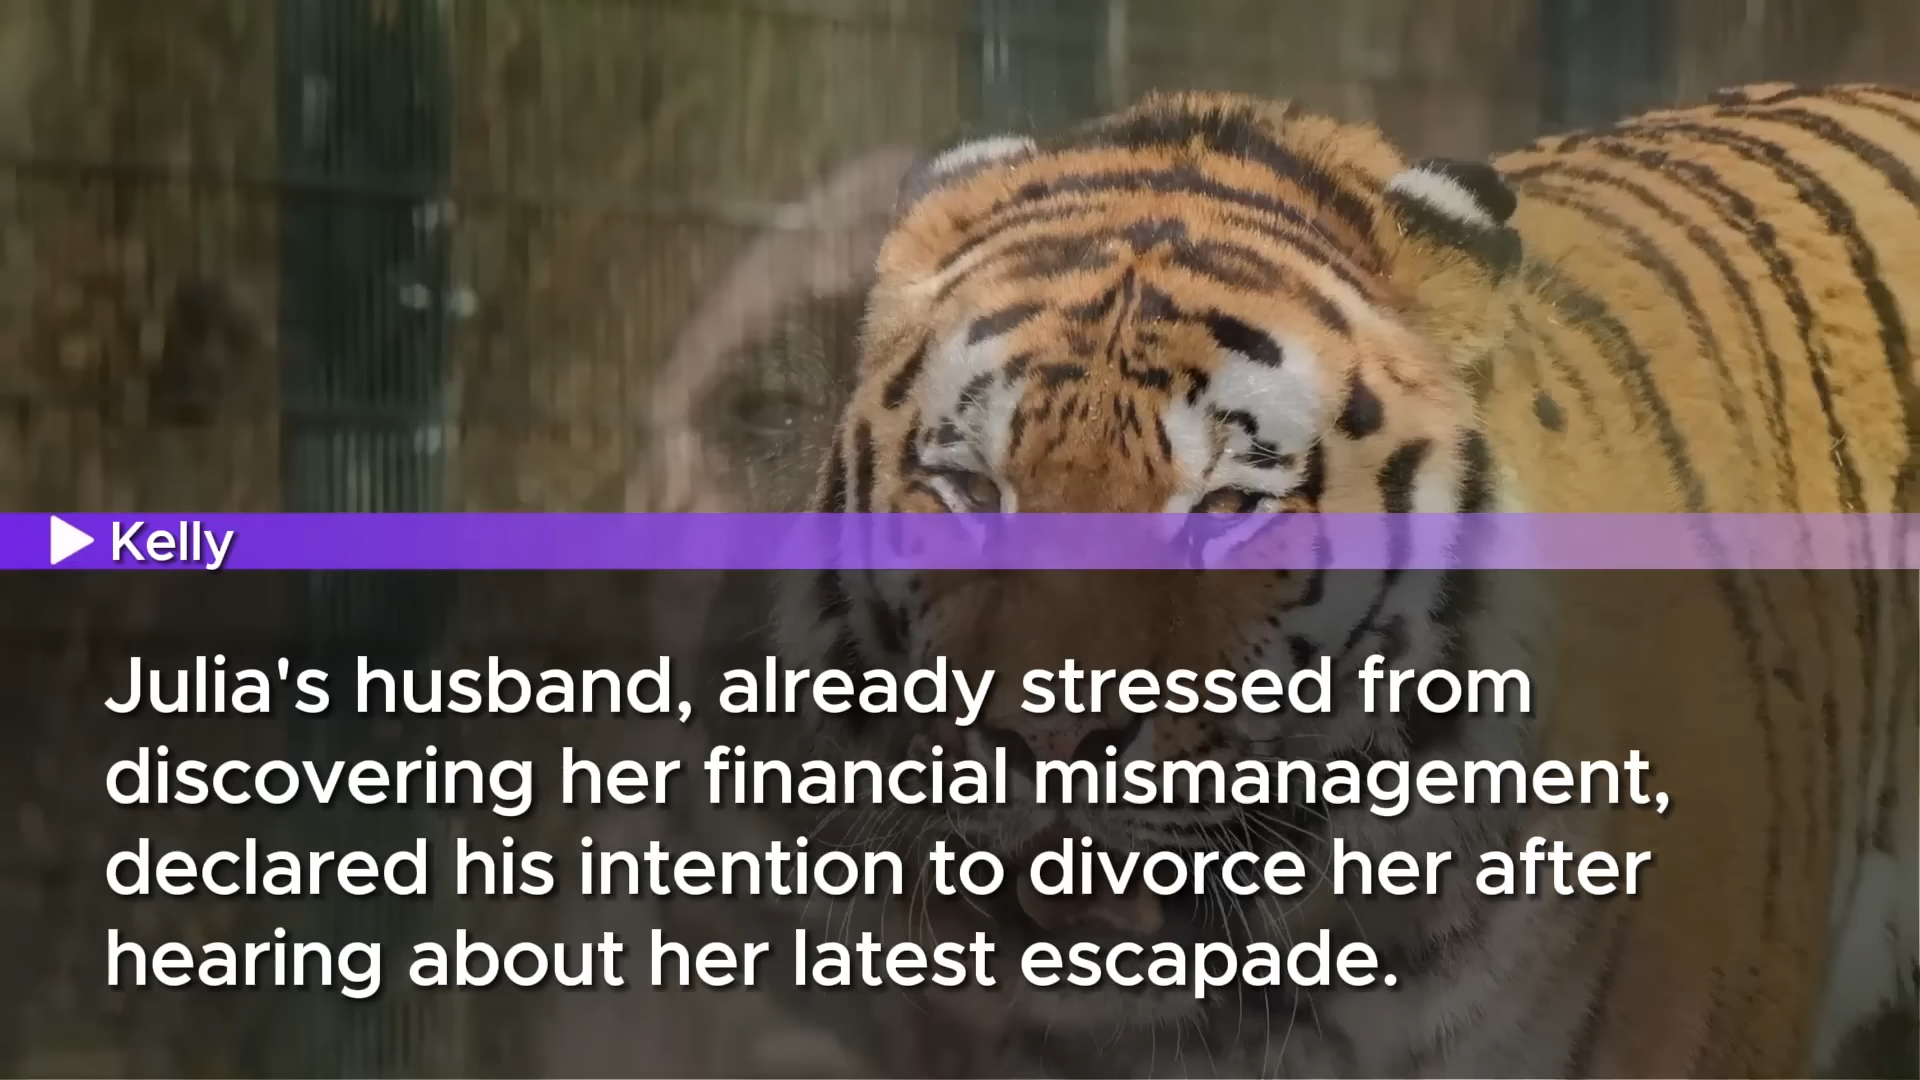 Kelly
Julia's husband, already stressed from
discovering her financial mismanagement,
declared his intention to divorce her after
hearing about her latest escapade.